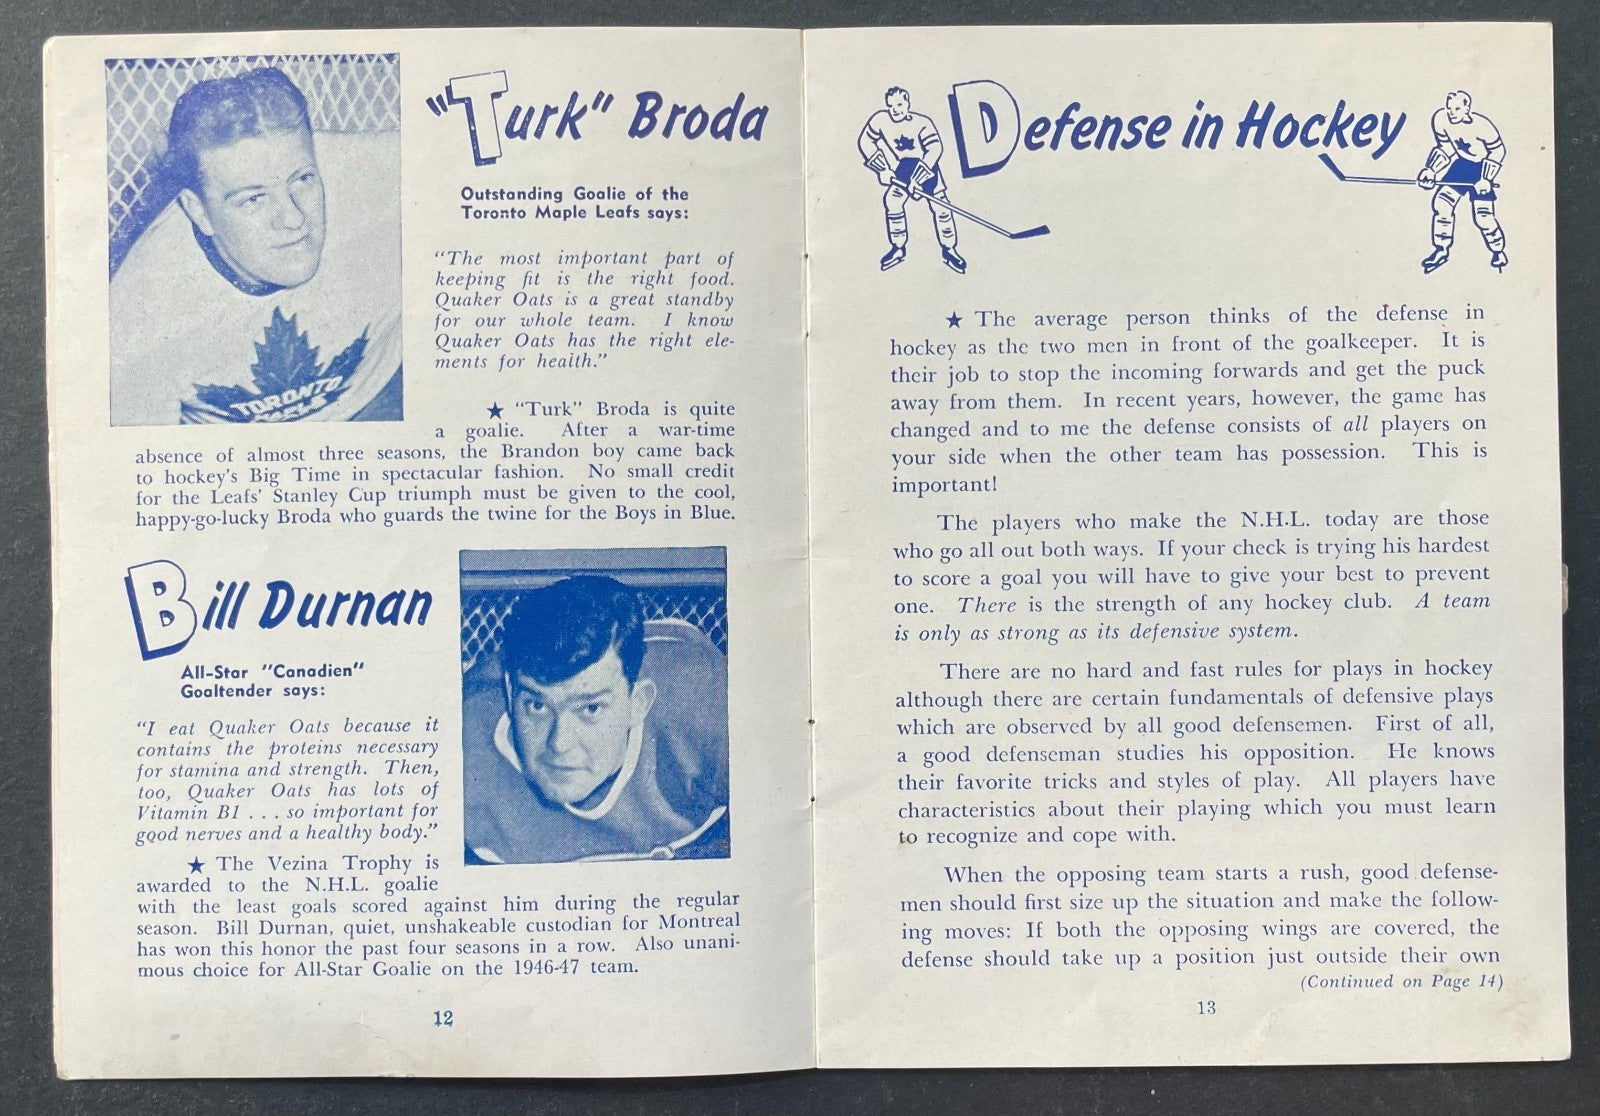 "Turk" Broda
Outstanding Goalie of the
Toronto Maple Leafs says:
"The most important part of
keeping fit is the right food.
Quaker Oats is a great standby
for our whole team. I know
Quaker Oats has the right ele-
ments for health."
TORONTO
★ "Turk" Broda is quite
a goalie. After a war-time
absence of almost three seasons, the Brandon boy came back
to hockey's Big Time in spectacular fashion. No small credit
for the Leafs' Stanley Cup triumph must be given to the cool,
happy-go-lucky Broda who guards the twine for the Boys in Blue.
Bill Durnan
All-Star "Canadien"
Goaltender says:
"I eat Quaker Oats because it
contains the proteins necessary
for stamina and strength. Then,
too, Quaker Oats has lots of
Vitamin B1 . . . so important for
good nerves and a healthy body."
★ The Vezina Trophy is
awarded to the N.H.L. goalie
with the least goals scored against him during the regular
season. Bill Durnan, quiet, unshakeable custodian for Montreal
has won this honor the past four seasons in a row. Also unani-
mous choice for All-Star Goalie on the 1946-47 team.
12
Defense in Hockey
★ The average person thinks of the defense in
hockey as the two men in front of the goalkeeper. It is
their job to stop the incoming forwards and get the puck
away from them. In recent years, however, the game has
changed and to me the defense consists of all players on
your side when the other team has possession. This is
important!
The players who make the N.H.L. today are those
who go all out both ways. If your check is trying his hardest
to score a goal you will have to give your best to prevent
one. There is the strength of any hockey club. A team
is only as strong as its defensive system.
There are no hard and fast rules for plays in hockey
although there are certain fundamentals of defensive plays
which are observed by all good defensemen. First of all,
a good defenseman studies his opposition. He knows
their favorite tricks and styles of play. All players have
characteristics about their playing which you must learn
to recognize and cope with.
When the opposing team starts a rush, good defense-
men should first size up the situation and make the follow-
ing moves: If both the opposing wings are covered, the
defense should take up a position just outside their own
(Continued on Page 14)
13